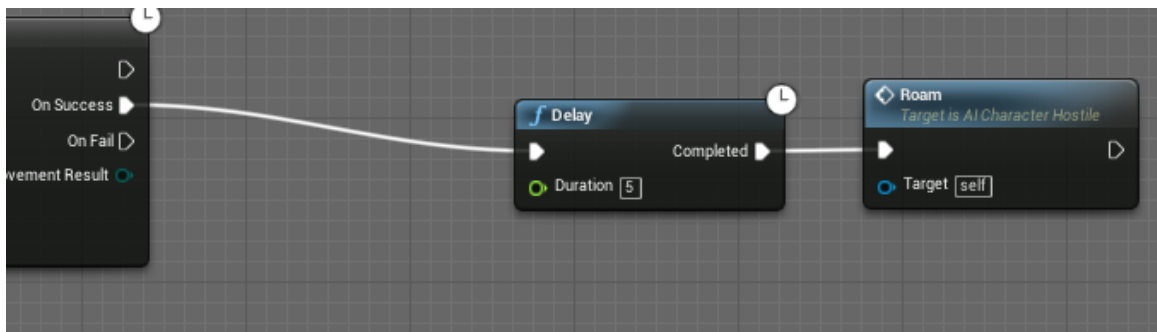 On Success
On Fail
vement Result
Delay
Completed
Duration 5
Roam
Target is AI Character Hostile
Target self